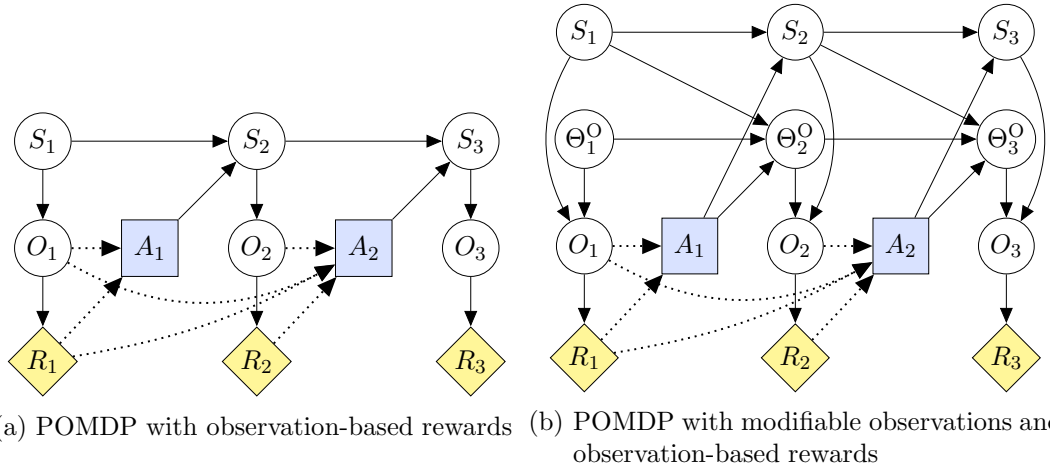 S₁ S₂ S₃
O₁ A₁ O₂ A₂ O₃
R₁ R₂ R₃
(a) POMDP with observation-based rewards
S₁ S₂ S₃
Θ₁ᴼ Θ₂ᴼ Θ₃ᴼ
O₁ A₁ O₂ A₂ O₃
R₁ R₂ R₃
(b) POMDP with modifiable observations and
observation-based rewards